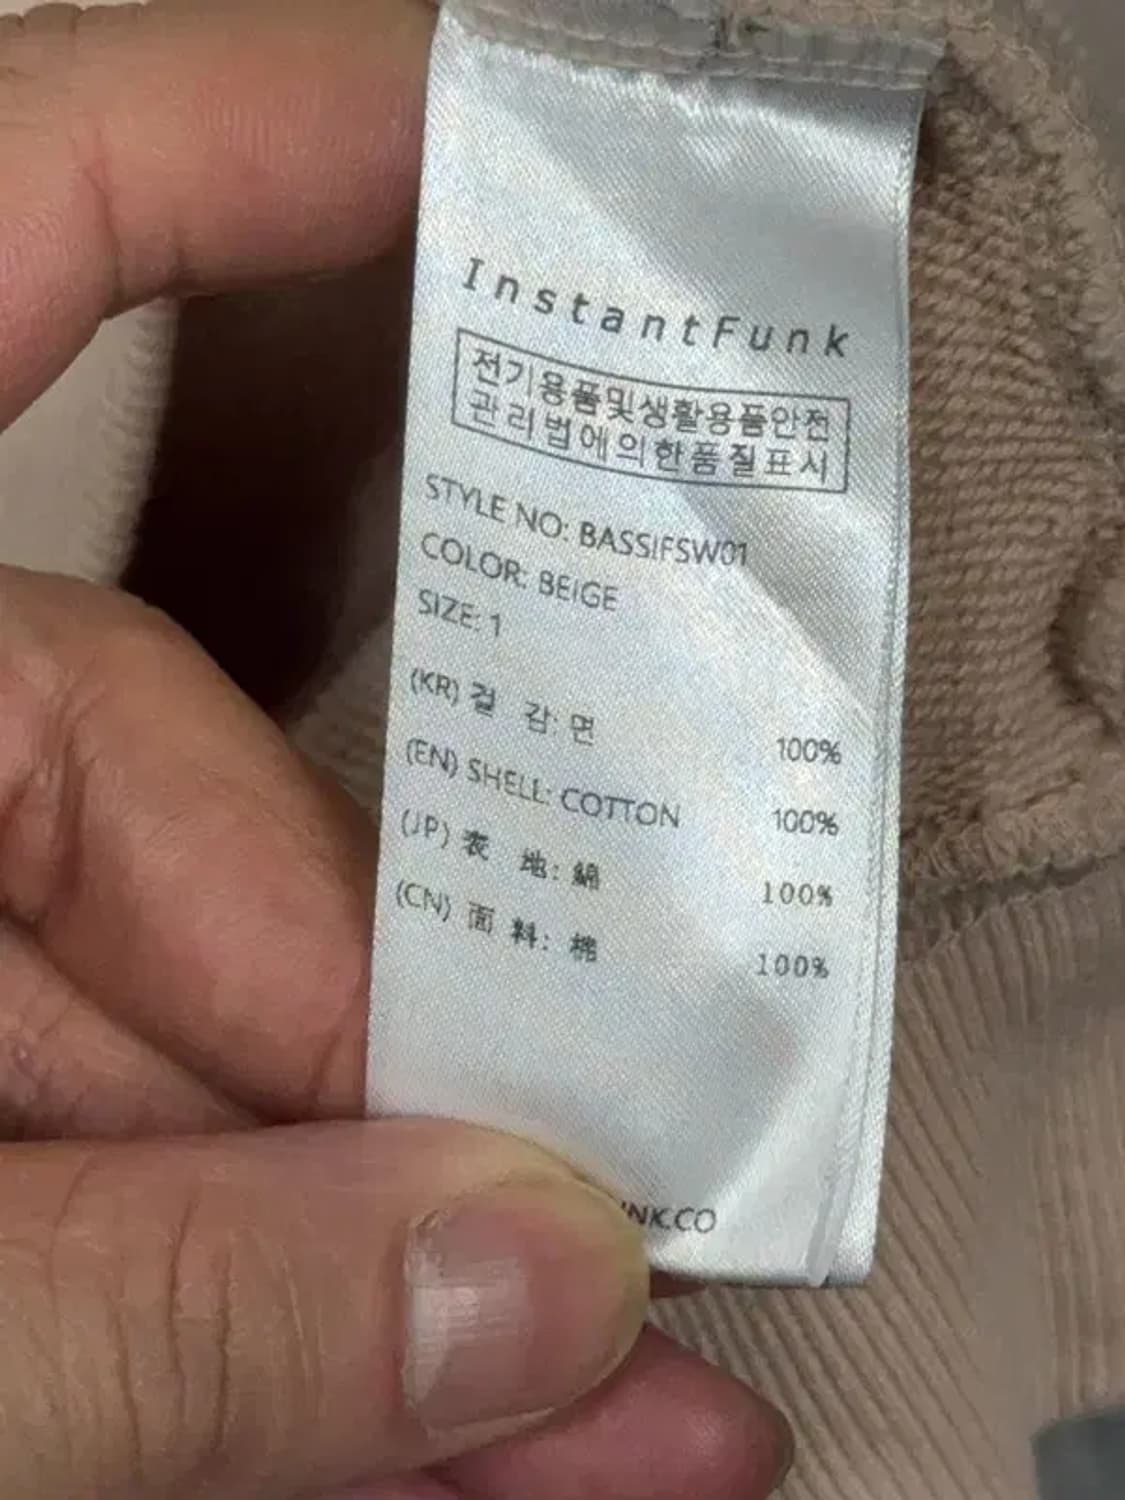 InstantFunk
전기용품및생활용품안전
관리법에의한품질표시
STYLE NO: BASSIFSW01
COLOR: BEIGE
SIZE: 1
(KR) 겉 감: 면 100%
(EN) SHELL: COTTON 100%
(JP) 表 地: 綿 100%
(CN) 面 料: 棉 100%
NK.CO